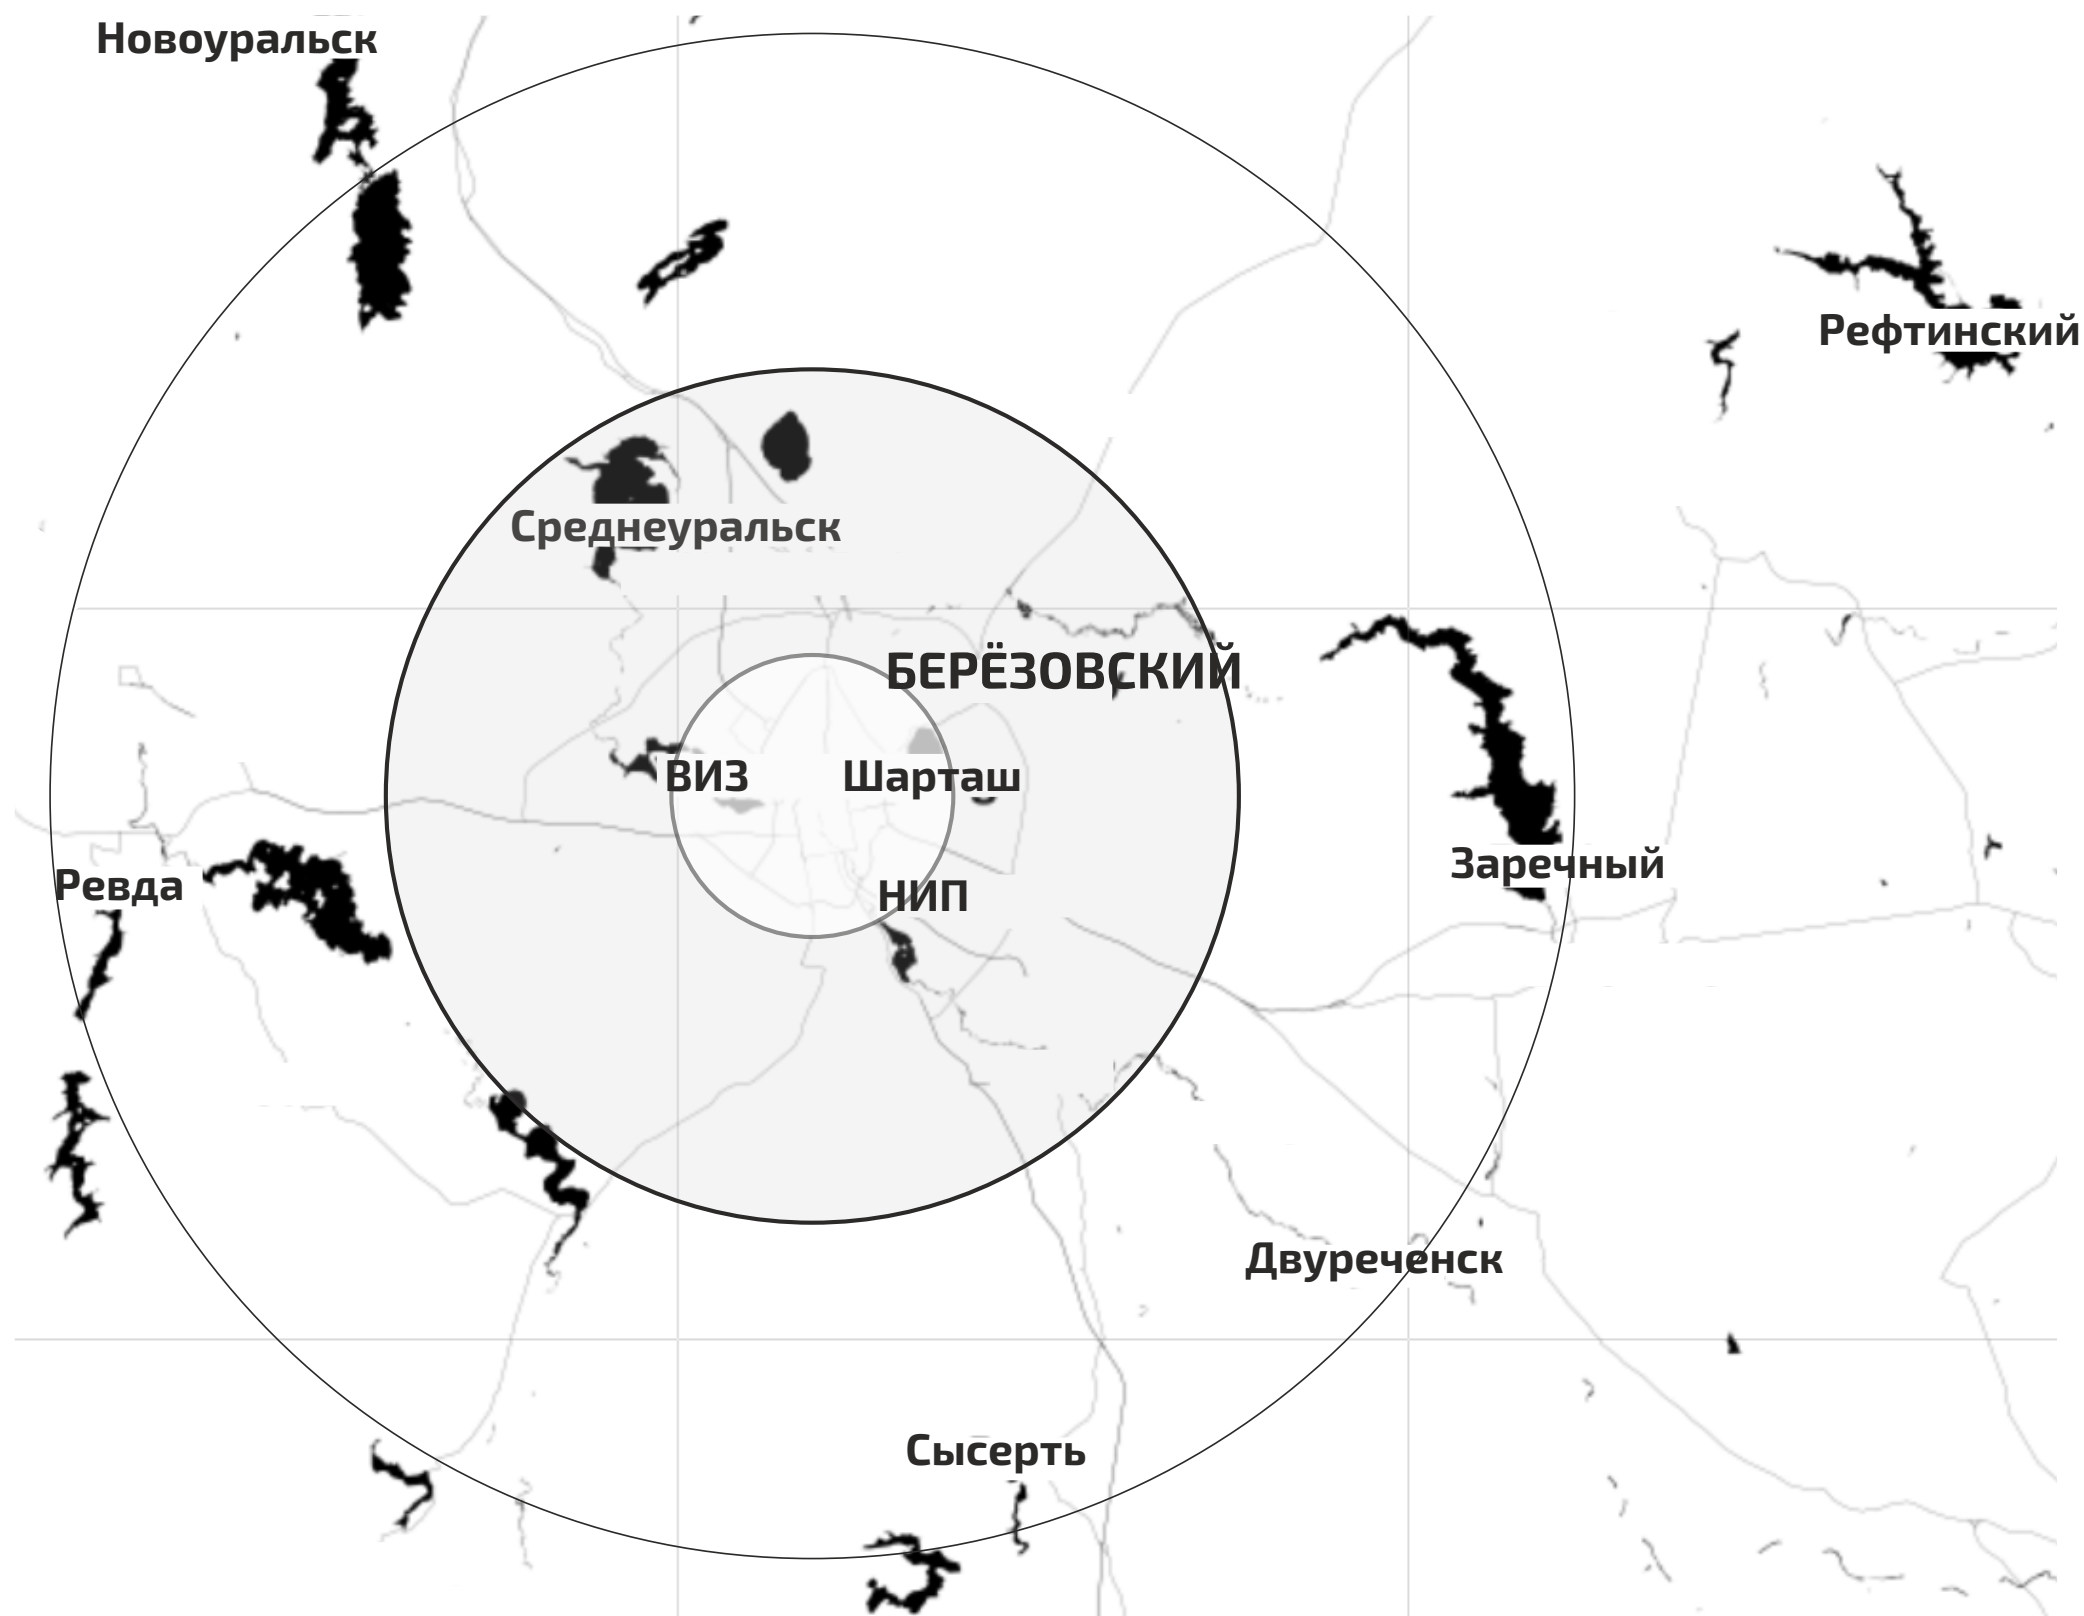 Новоуральск
Рефтинский
Среднеуральск
БЕРЁЗОВСКИЙ
ВИЗ
Шарташ
Заречный
Ревда
НИП
Двуреченск
Сысерть